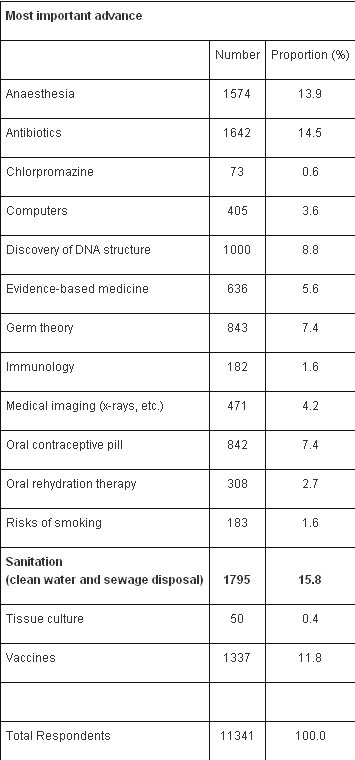 Most important advance
Number Proportion (%)
Anaesthesia 1574 13.9
Antibiotics 1642 14.5
Chlorpromazine 73 0.6
Computers 405 3.6
Discovery of DNA structure 1000 8.8
Evidence-based medicine 636 5.6
Germ theory 843 7.4
Immunology 182 1.6
Medical imaging (x-rays, etc.) 471 4.2
Oral contraceptive pill 842 7.4
Oral rehydration therapy 308 2.7
Risks of smoking 183 1.6
Sanitation
(clean water and sewage disposal) 1795 15.8
Tissue culture 50 0.4
Vaccines 1337 11.8
Total Respondents 11341 100.0